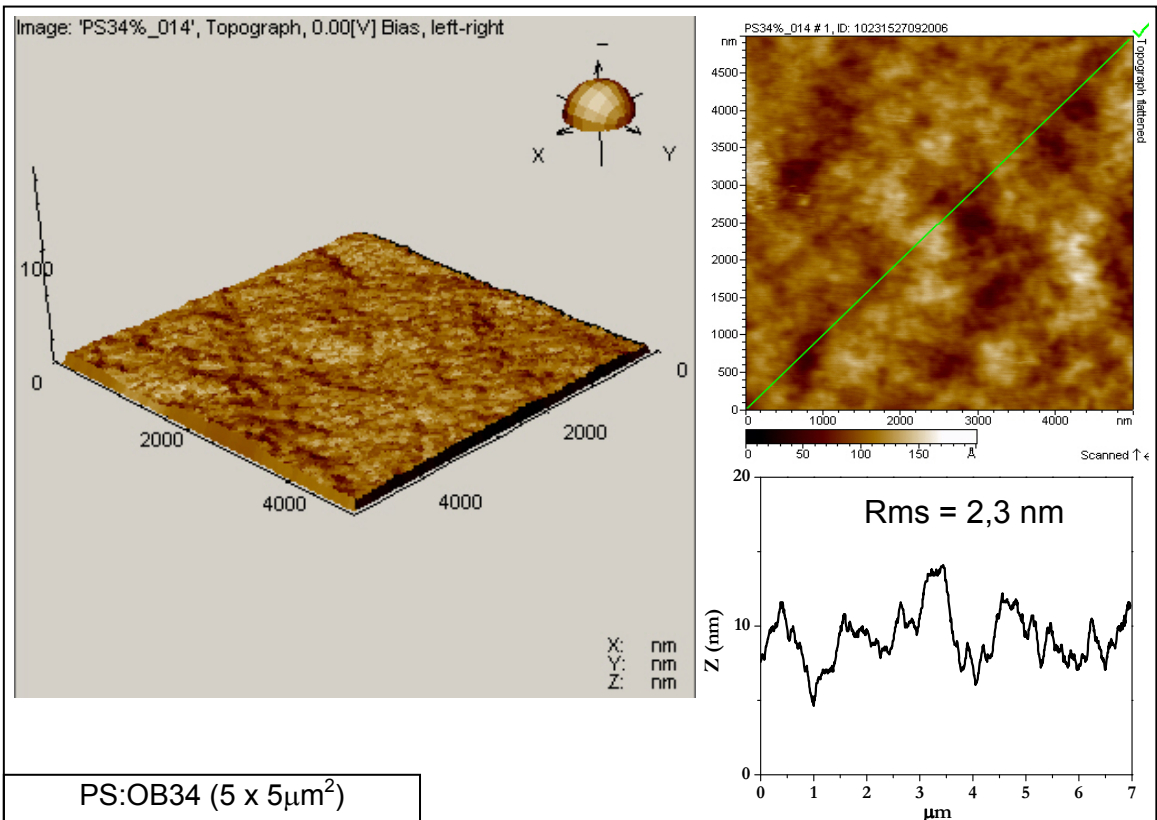 Image: 'PS34%_014', Topograph, 0.00[V] Bias, left-right
X
Y
100
0
2000
4000
4000
2000
0
X: nm
Y: nm
Z: nm
PS34%_014 # 1, ID: 10231527092006
nm
4500
4000
3500
3000
2500
2000
1500
1000
500
0
0 1000 2000 3000 4000 nm
Topograph flattened
0 50 100 150 Å
Scanned ↑
Rms = 2,3 nm
Z (nm)
20
10
0
0 1 2 3 4 5 6 7
μm
PS:OB34 (5 x 5μm²)